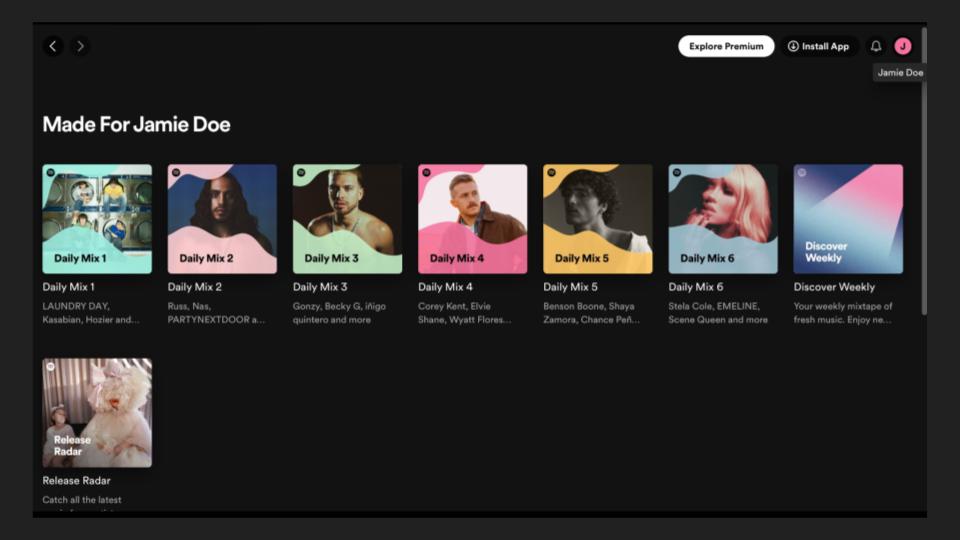 Explore Premium
Install App
J
Jamie Doe
Made For Jamie Doe
Daily Mix 1
Daily Mix 2
Daily Mix 3
Daily Mix 4
Daily Mix 5
Daily Mix 6
Discover
Weekly
Daily Mix 1
LAUNDRY DAY,
Kasabian, Hozier and...
Daily Mix 2
Russ, Nas,
PARTYNEXTDOOR a...
Daily Mix 3
Gonzy, Becky G, iñigo
quintero and more
Daily Mix 4
Corey Kent, Elvie
Shane, Wyatt Flores...
Daily Mix 5
Benson Boone, Shaya
Zamora, Chance Peñ...
Daily Mix 6
Stela Cole, EMELINE,
Scene Queen and more
Discover Weekly
Your weekly mixtape of
fresh music. Enjoy ne...
Release
Radar
Release Radar
Catch all the latest